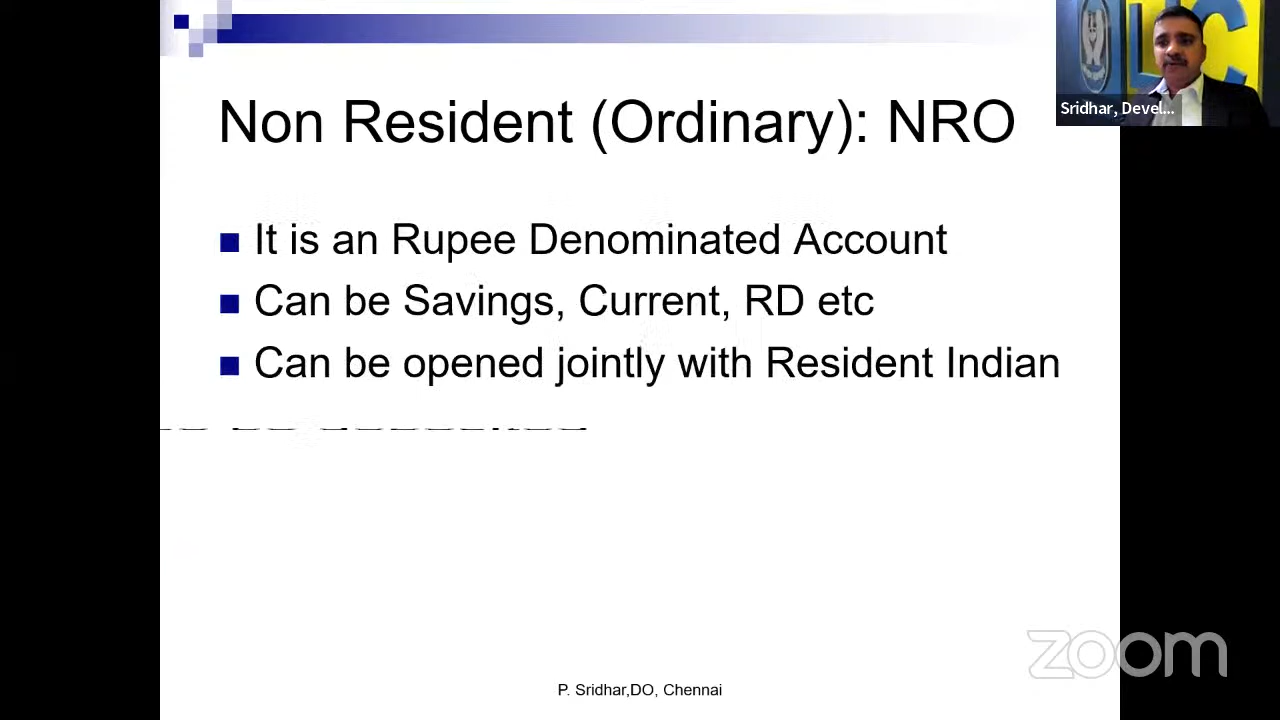 Non Resident (Ordinary): NRO
It is an Rupee Denominated Account
Can be Savings, Current, RD etc
Can be opened jointly with Resident Indian
P. Sridhar,DO, Chennai
Sridhar, Devel...
LIC
zoom